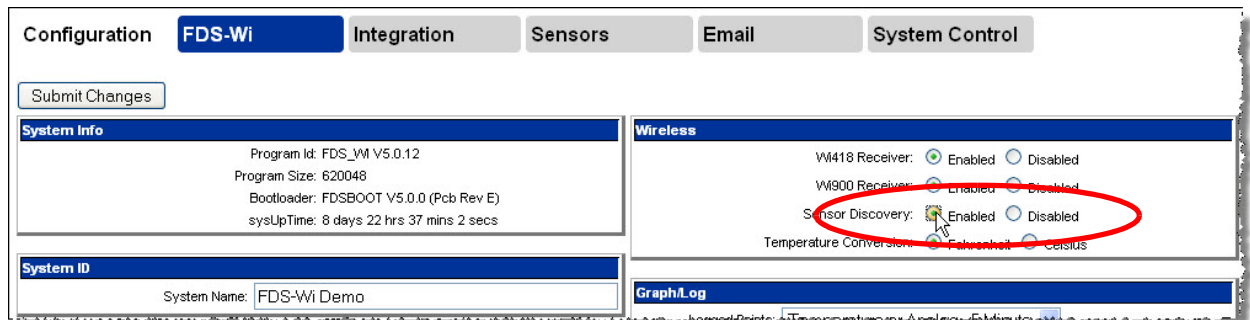 Configuration FDS-Wi Integration Sensors Email System Control
Submit Changes
System Info
Program Id: FDS_WI V5.0.12
Program Size: 620048
Bootloader: FDSBOOT V5.0.0 (Pcb Rev E)
sysUpTime: 8 days 22 hrs 37 mins 2 secs
System ID
System Name: FDS-Wi Demo
Wireless
Wi418 Receiver: Enabled Disabled
Wi900 Receiver: Enabled Disabled
Sensor Discovery: Enabled Disabled
Temperature Conversion: Fahrenheit Celsius
Graph/Log